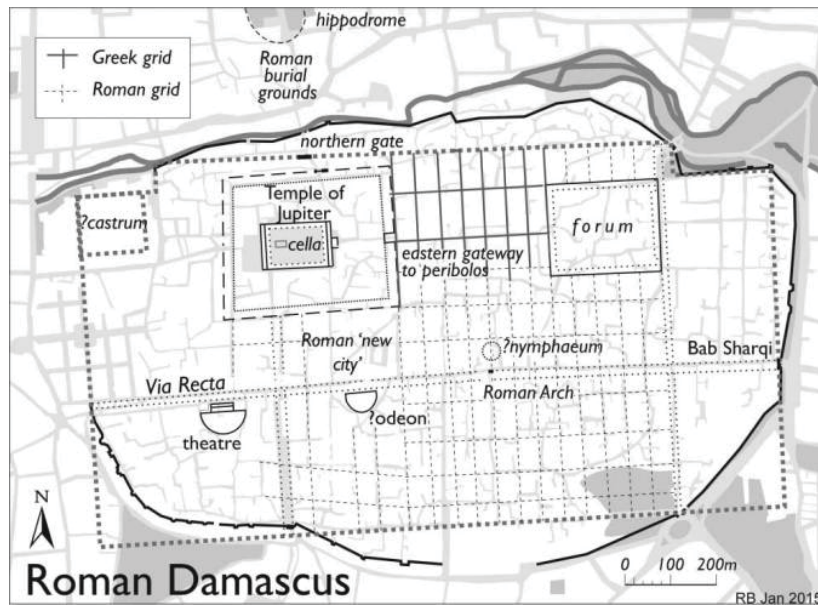 hippodrome
Greek grid
Roman grid
Roman
burial
grounds
northern gate
Temple of
Jupiter
?castrum
cella
forum
eastern gateway
to peribolos
Roman 'new
city'
?nymphaeum
Bab Sharqi
Via Recta
Roman Arch
?odeon
theatre
N
0 100 200m
Roman Damascus
RB Jan 2015